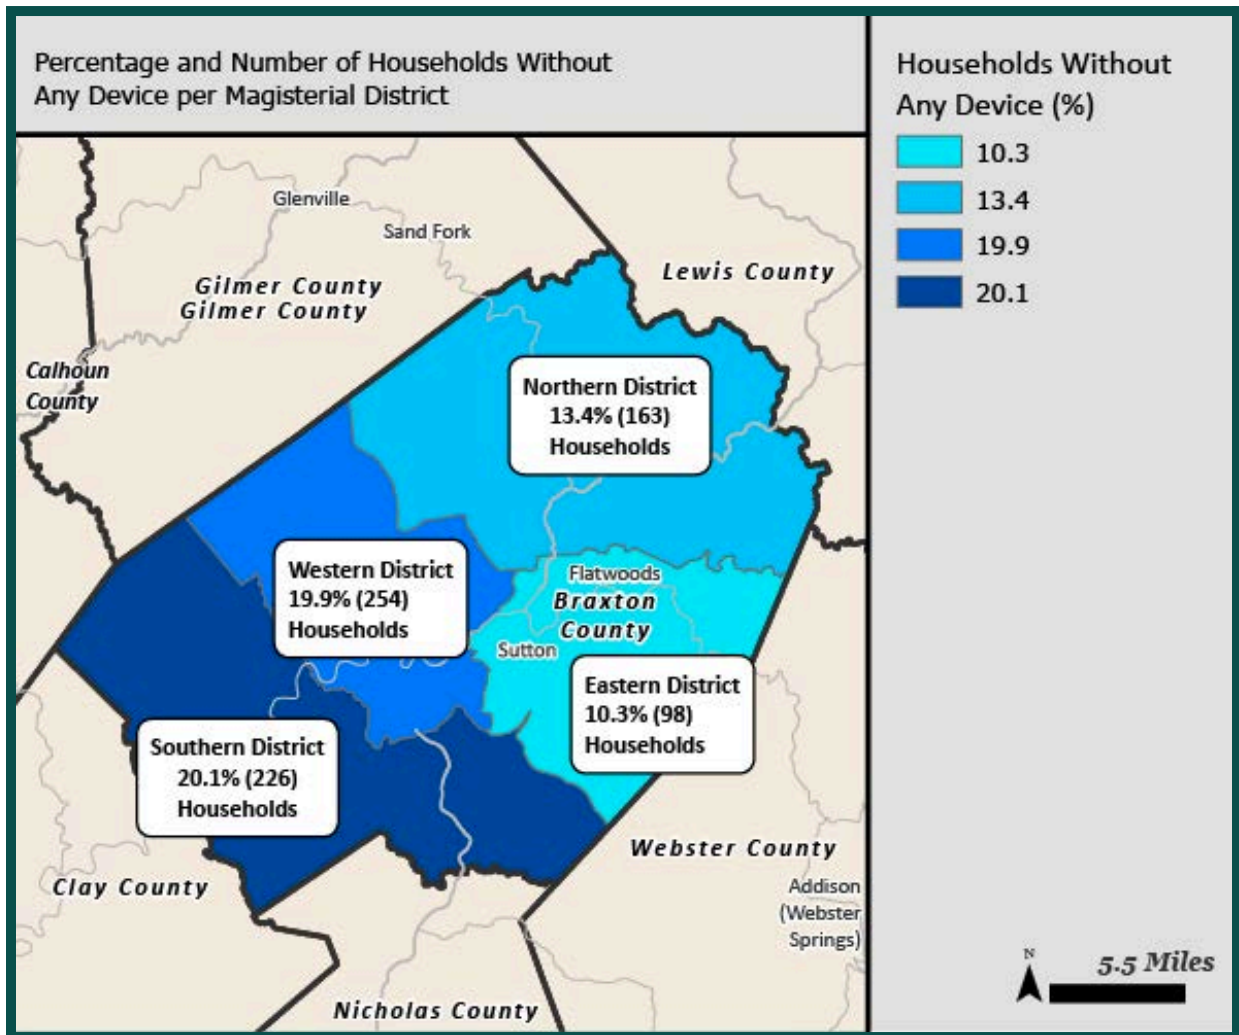 Percentage and Number of Households Without
Any Device per Magisterial District
Households Without
Any Device (%)
10.3
13.4
19.9
20.1
Glenville
Sand Fork
Lewis County
Gilmer County
Gilmer County
Calhoun
County
Northern District
13.4% (163)
Households
Western District
19.9% (254)
Households
Flatwoods
Braxton
County
Sutton
Eastern District
10.3% (98)
Households
Southern District
20.1% (226)
Households
Webster County
Clay County
Addison
(Webster
Springs)
Nicholas County
N
5.5 Miles